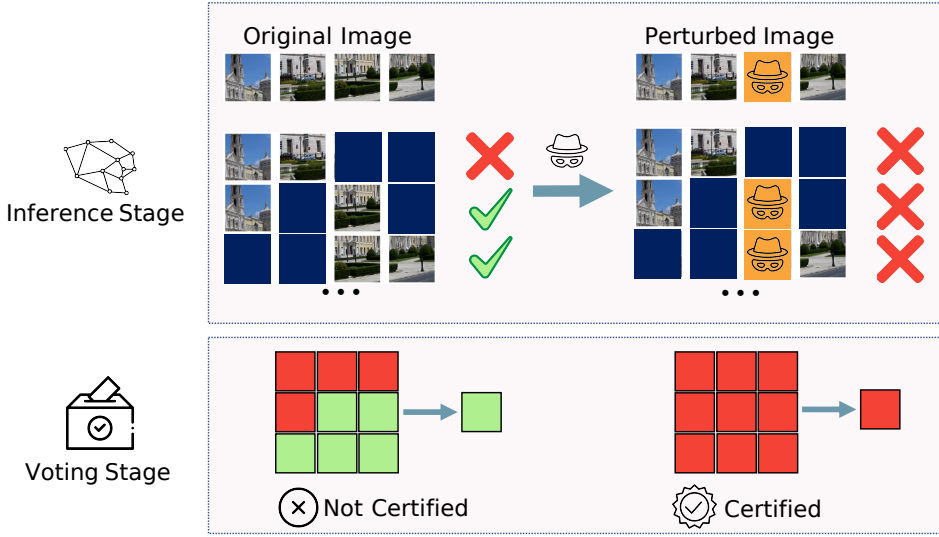 Original Image
Perturbed Image
Inference Stage
...
...
Voting Stage
Not Certified
Certified